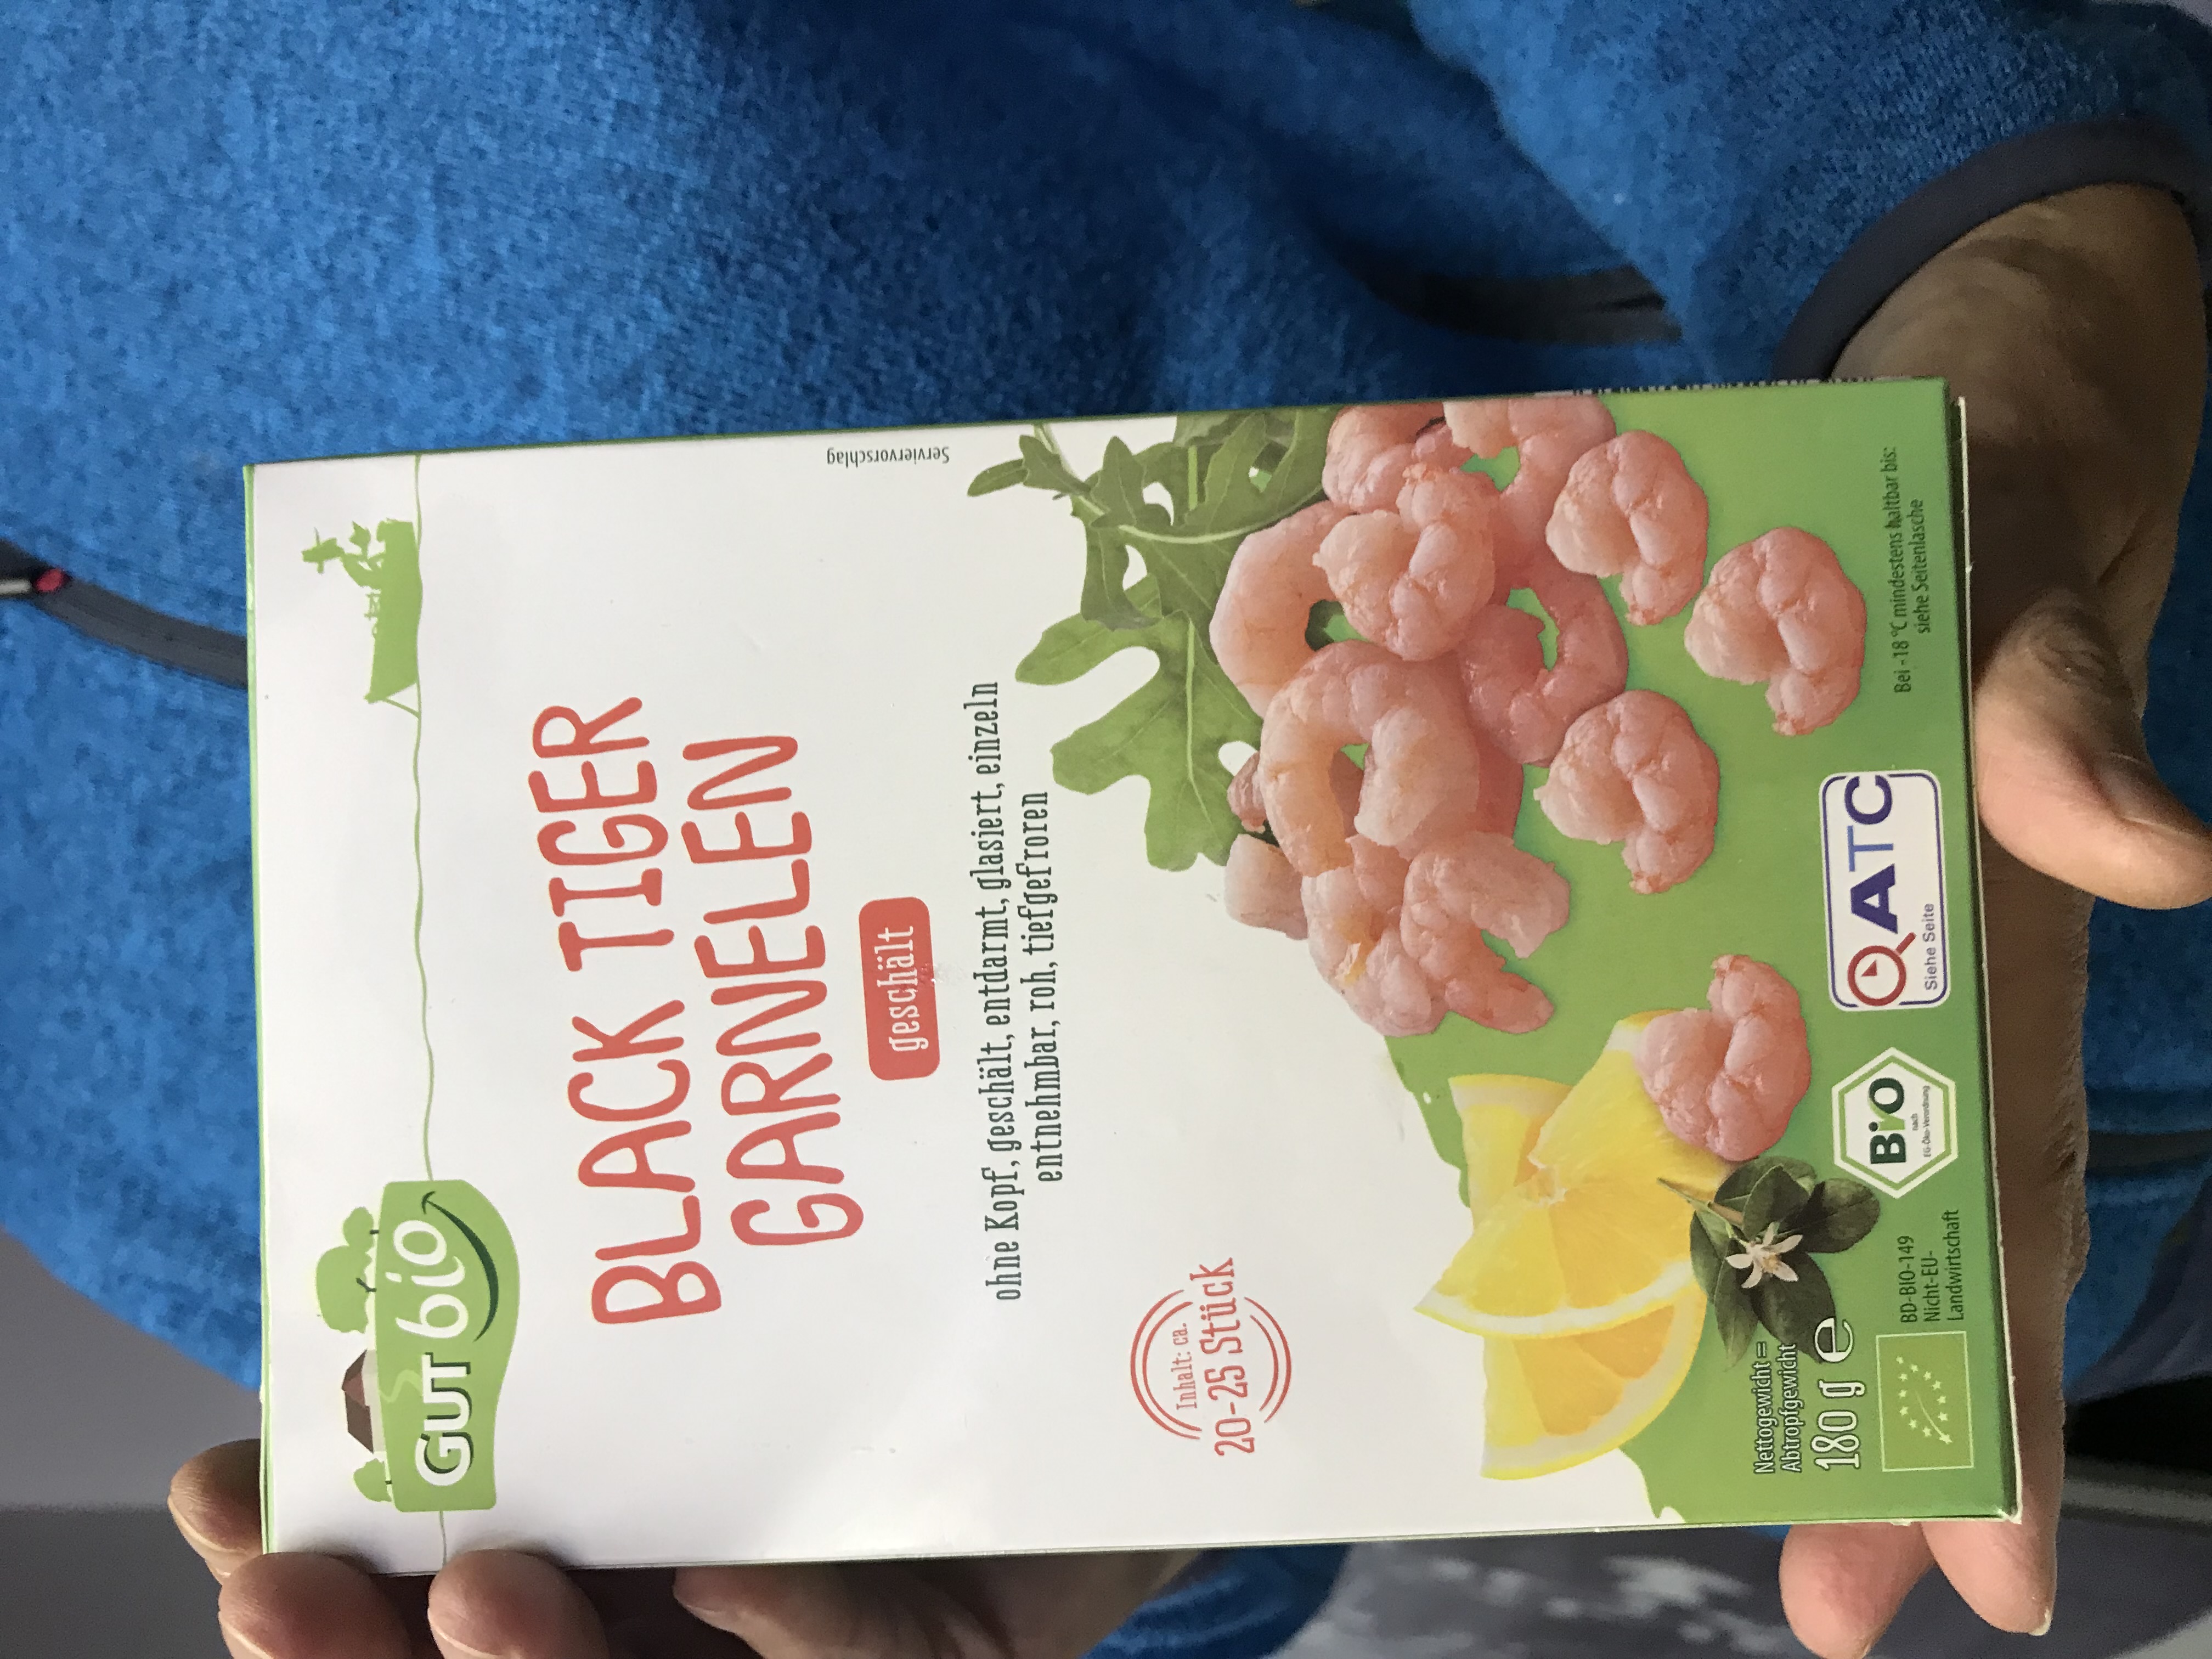 GUT bio
BLACK TIGER
GARNELEN
geschält
ohne Kopf, geschält, entdarmt, glasiert, einzeln
entnehmbar, roh, tiefgefroren
Serviervorschlag
Inhalt: ca.
20-25 Stück
Nettogewicht =
Abtropfgewicht
180 g ℮
BD-BIO-149
Nicht-EU-
Landwirtschaft
BIO
nach
EG-Öko-Verordnung
ATC
Siehe Seite
Bei -18 °C mindestens haltbar bis:
siehe Seitenlasche